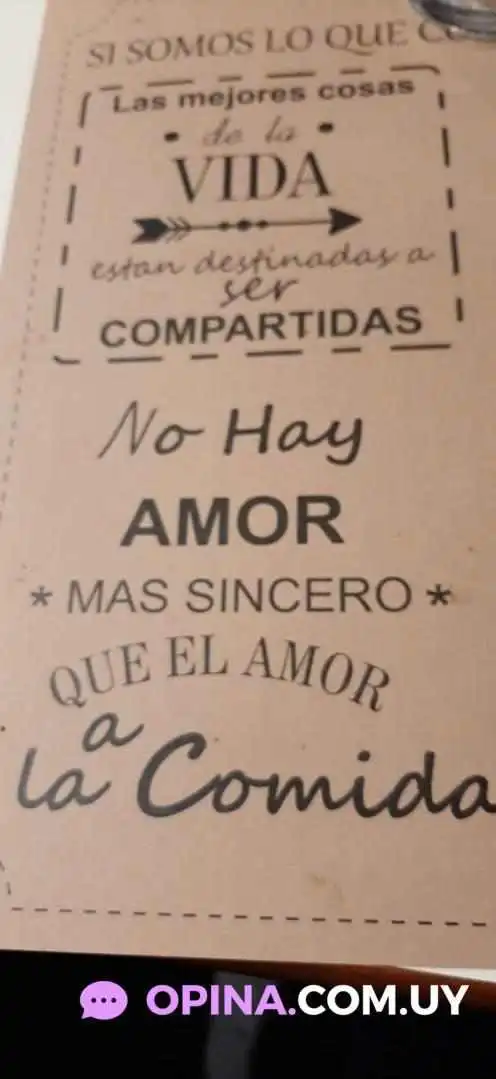 SI SOMOS LO QUE
Las mejores cosas
• de la •
VIDA
estan destinadas a
ser
COMPARTIDAS
No Hay
AMOR
* MAS SINCERO *
QUE EL AMOR
a
la Comida
OPINA.COM.UY